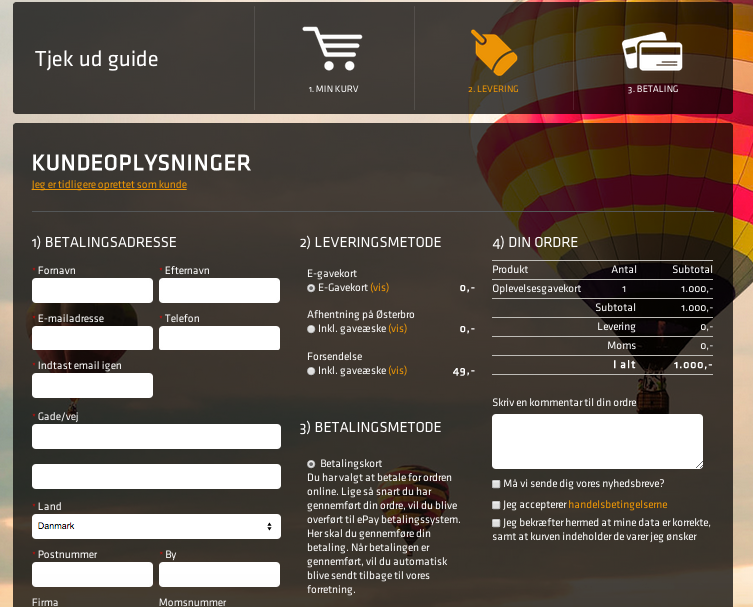 Tjek ud guide
1. MIN KURV
2. LEVERING
3. BETALING
KUNDEOPLYSNINGER
Jeg er tidligere oprettet som kunde
1) BETALINGSADRESSE
* Fornavn
* Efternavn
* E-mailadresse
* Telefon
* Indtast email igen
* Gade/vej
* Land
Danmark
* Postnummer
* By
Firma
Momsnummer
2) LEVERINGSMETODE
E-gavekort
E-Gavekort (vis) 0,-
Afhentning på Østerbro
Inkl. gaveæske (vis) 0,-
Forsendelse
Inkl. gaveæske (vis) 49,-
3) BETALINGSMETODE
Betalingskort
Du har valgt at betale for ordren
online. Lige så snart du har
gennemført din ordre, vil du blive
overført til ePay betalingssystem.
Her skal du gennemføre din
betaling. Når betalingen er
gennemført, vil du automatisk
blive sendt tilbage til vores
forretning.
4) DIN ORDRE
Produkt Antal Subtotal
Oplevelsesgavekort 1 1.000,-
Subtotal 1.000,-
Levering 0,-
Moms 0,-
I alt 1.000,-
Skriv en kommentar til din ordre
Må vi sende dig vores nyhedsbreve?
Jeg accepterer handelsbetingelserne
Jeg bekræfter hermed at mine data er korrekte,
samt at kurven indeholder de varer jeg ønsker